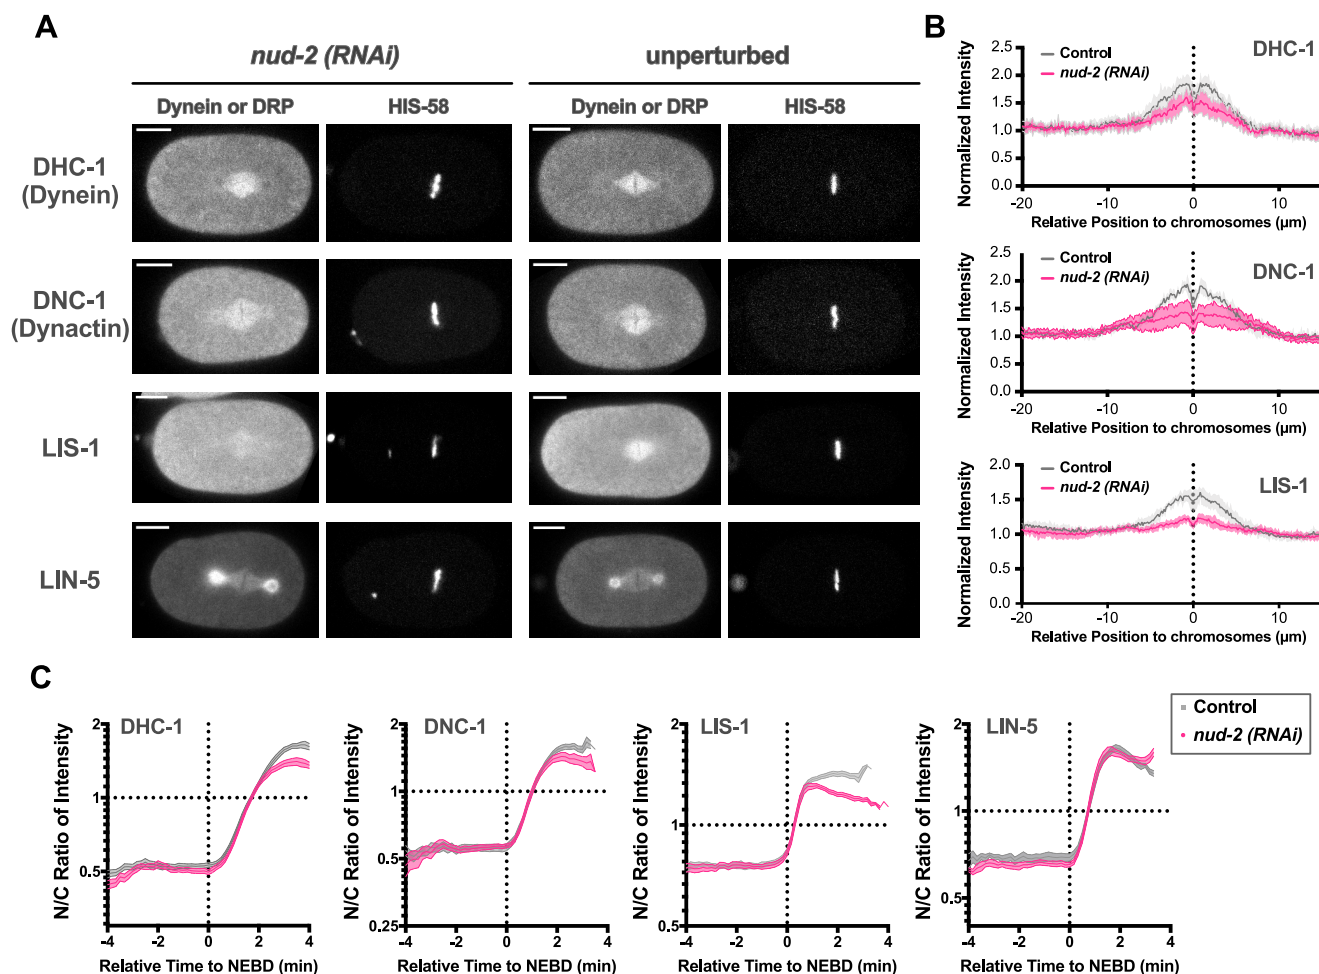 A
nud-2 (RNAi)
unperturbed
Dynein or DRP
HIS-58
Dynein or DRP
HIS-58
DHC-1
(Dynein)
DNC-1
(Dynactin)
LIS-1
LIN-5
B
Normalized Intensity
2.5
2.0
1.5
1.0
0.5
0.0
Control
nud-2 (RNAi)
DHC-1
-20
-10
0
10
Relative Position to chromosomes (µm)
Normalized Intensity
2.5
2.0
1.5
1.0
0.5
0.0
Control
nud-2 (RNAi)
DNC-1
-20
-10
0
10
Relative Position to chromosomes (µm)
Normalized Intensity
2.0
1.5
1.0
0.5
0.0
Control
nud-2 (RNAi)
LIS-1
-20
-10
0
10
Relative Position to chromosomes (µm)
C
N/C Ratio of Intensity
2
1
0.5
DHC-1
-4
-2
0
2
4
Relative Time to NEBD (min)
N/C Ratio of Intensity
2
1
0.5
0.25
DNC-1
-4
-2
0
2
4
Relative Time to NEBD (min)
N/C Ratio of Intensity
2
1
0.5
LIS-1
-4
-2
0
2
4
Relative Time to NEBD (min)
N/C Ratio of Intensity
2
1
0.5
LIN-5
-4
-2
0
2
4
Relative Time to NEBD (min)
Control
nud-2 (RNAi)